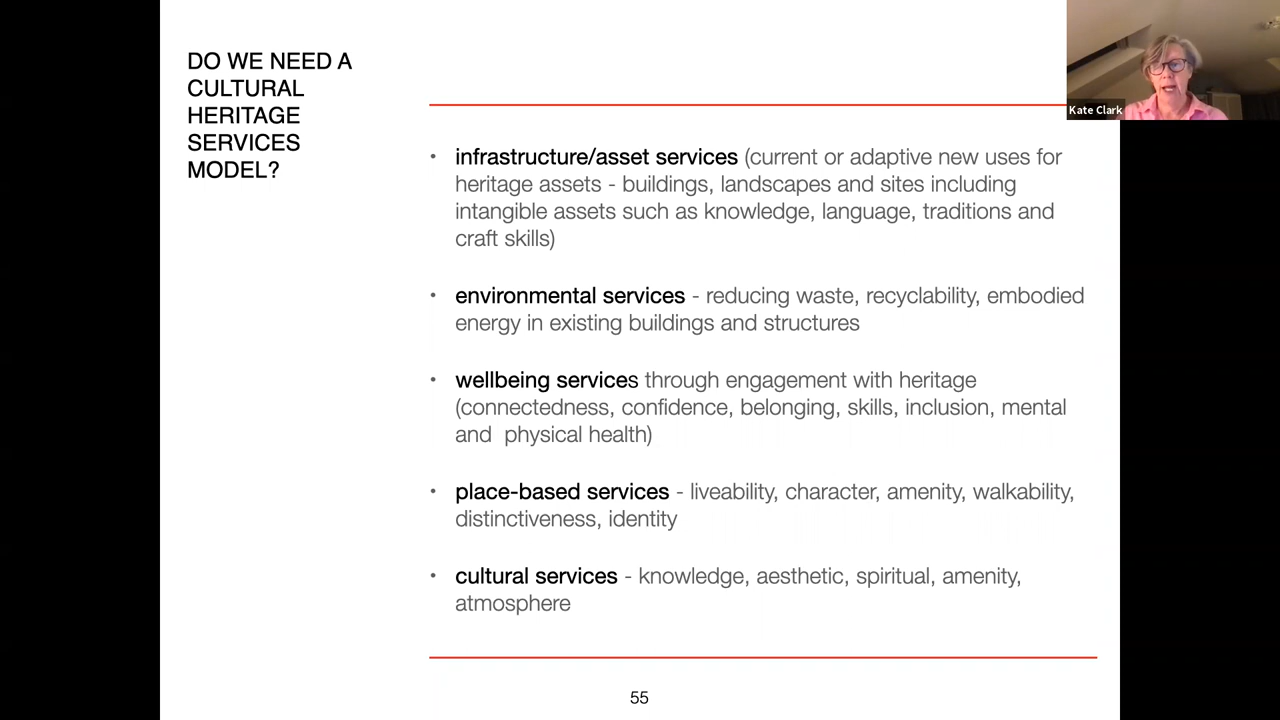 DO WE NEED A
CULTURAL
HERITAGE
SERVICES
MODEL?
Kate Clark
• infrastructure/asset services (current or adaptive new uses for
heritage assets - buildings, landscapes and sites including
intangible assets such as knowledge, language, traditions and
craft skills)
• environmental services - reducing waste, recyclability, embodied
energy in existing buildings and structures
• wellbeing services through engagement with heritage
(connectedness, confidence, belonging, skills, inclusion, mental
and  physical health)
• place-based services - liveability, character, amenity, walkability,
distinctiveness, identity
• cultural services - knowledge, aesthetic, spiritual, amenity,
atmosphere
55